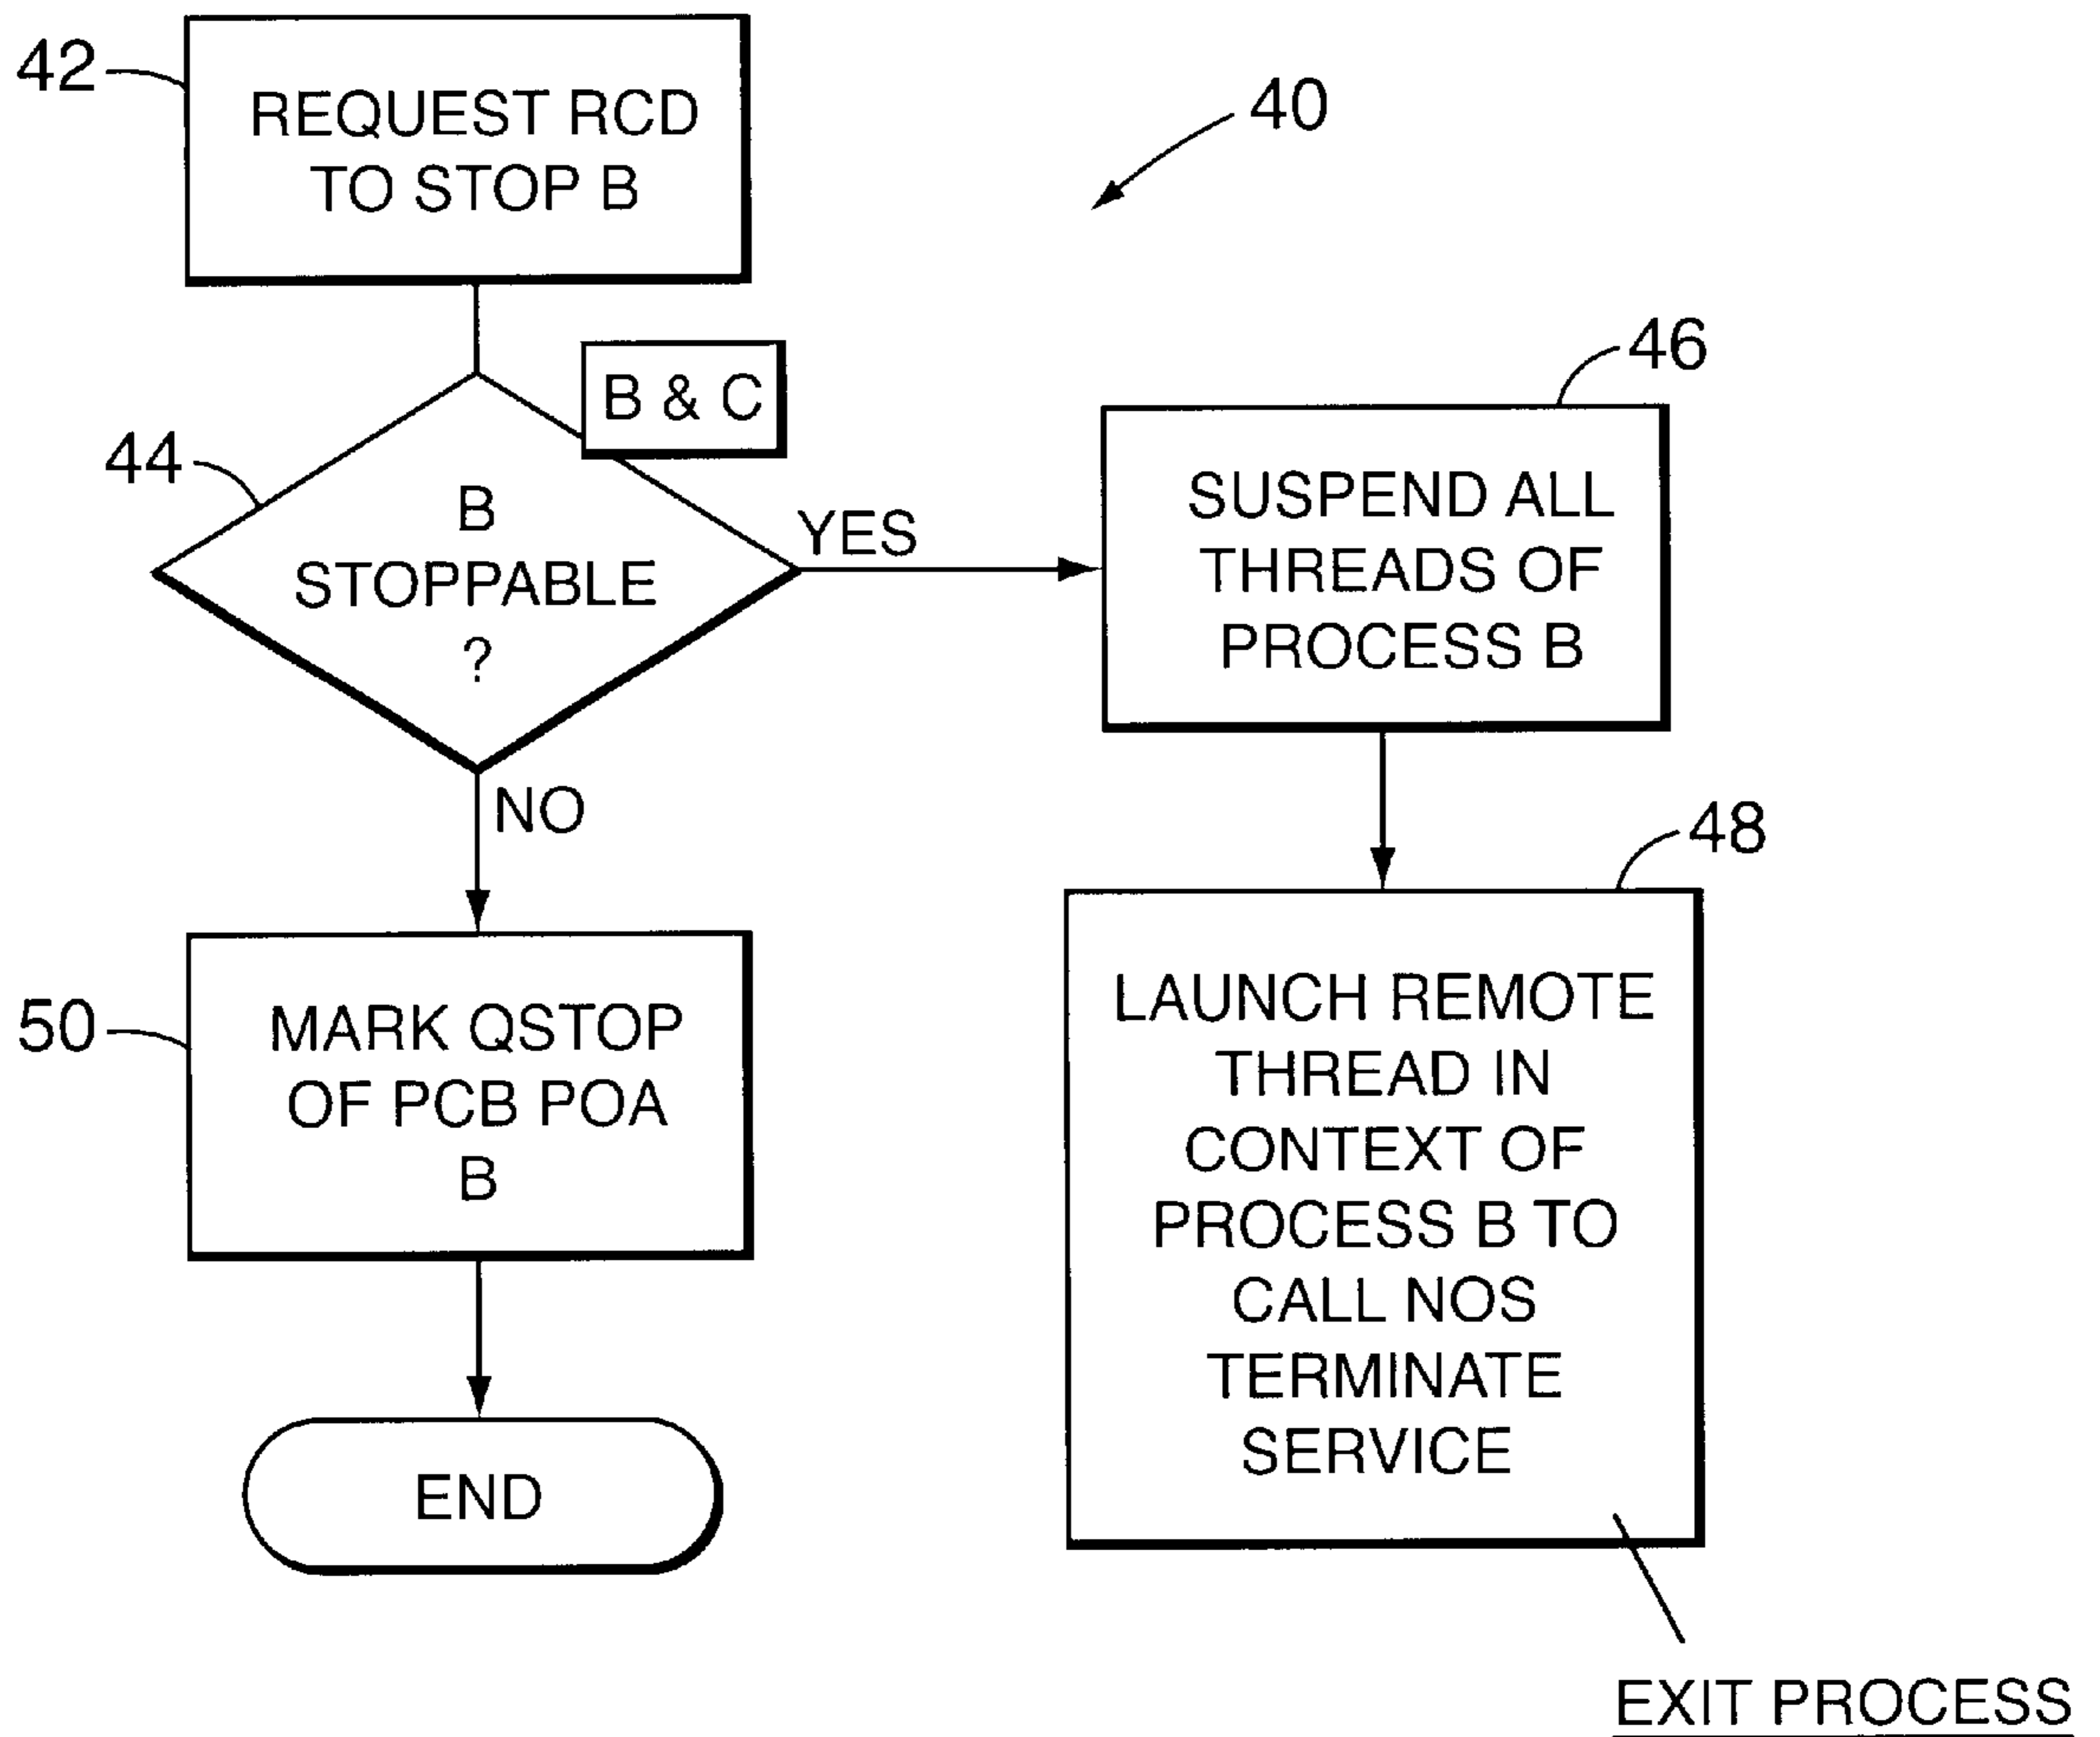 42
REQUEST RCD
TO STOP B
40
B & C
44
B
STOPPABLE
?
YES
NO
46
SUSPEND ALL
THREADS OF
PROCESS B
48
LAUNCH REMOTE
THREAD IN
CONTEXT OF
PROCESS B TO
CALL NOS
TERMINATE
SERVICE
50
MARK QSTOP
OF PCB POA
B
END
EXIT PROCESS